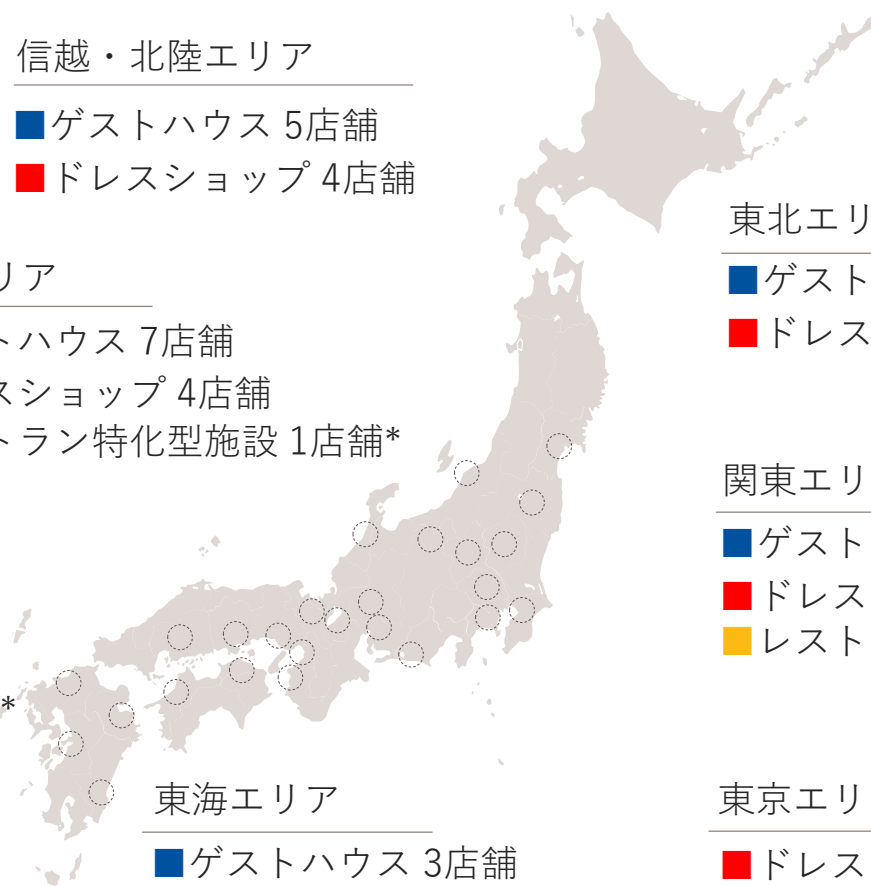 信越・北陸エリア
■ゲストハウス 5店舗
■ドレスショップ 4店舗
リア
トハウス 7店舗
スショップ 4店舗
トラン特化型施設 1店舗*
*
東北エリ
■ゲスト
■ドレス
関東エリ
■ゲスト
■ドレス
■レスト
東海エリア
■ゲストハウス 3店舗
東京エリ
■ドレス